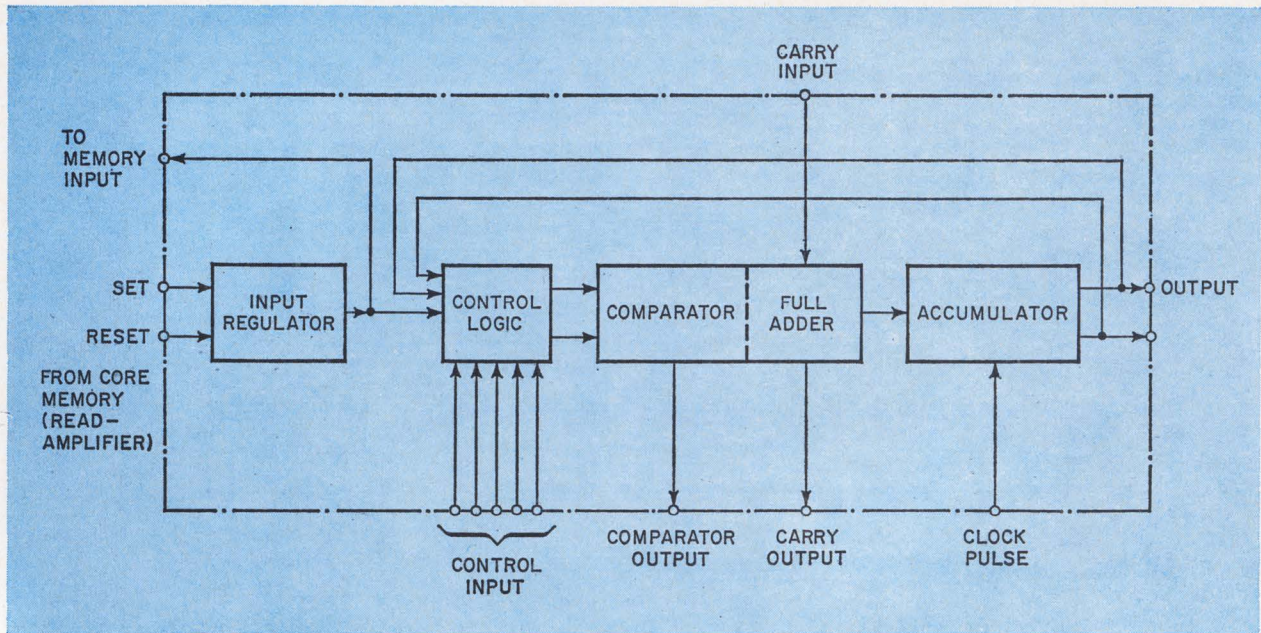 CARRY
INPUT
TO
MEMORY
INPUT
SET
RESET
FROM CORE
MEMORY
(READ-
AMPLIFIER)
INPUT
REGULATOR
CONTROL
LOGIC
COMPARATOR
FULL
ADDER
ACCUMULATOR
OUTPUT
CONTROL
INPUT
COMPARATOR
OUTPUT
CARRY
OUTPUT
CLOCK
PULSE